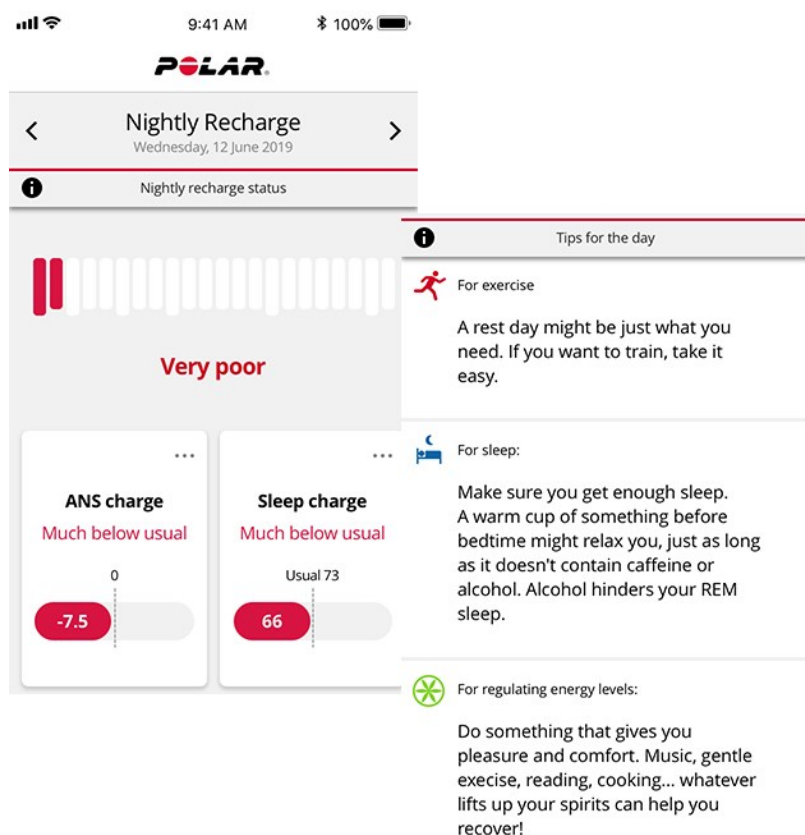 9:41 AM
100%
POLAR
Nightly Recharge
Wednesday, 12 June 2019
Nightly recharge status
Very poor
ANS charge
Much below usual
0
-7.5
Sleep charge
Much below usual
Usual 73
66
Tips for the day
For exercise
A rest day might be just what you
need. If you want to train, take it
easy.
For sleep:
Make sure you get enough sleep.
A warm cup of something before
bedtime might relax you, just as long
as it doesn't contain caffeine or
alcohol. Alcohol hinders your REM
sleep.
For regulating energy levels:
Do something that gives you
pleasure and comfort. Music, gentle
execise, reading, cooking... whatever
lifts up your spirits can help you
recover!